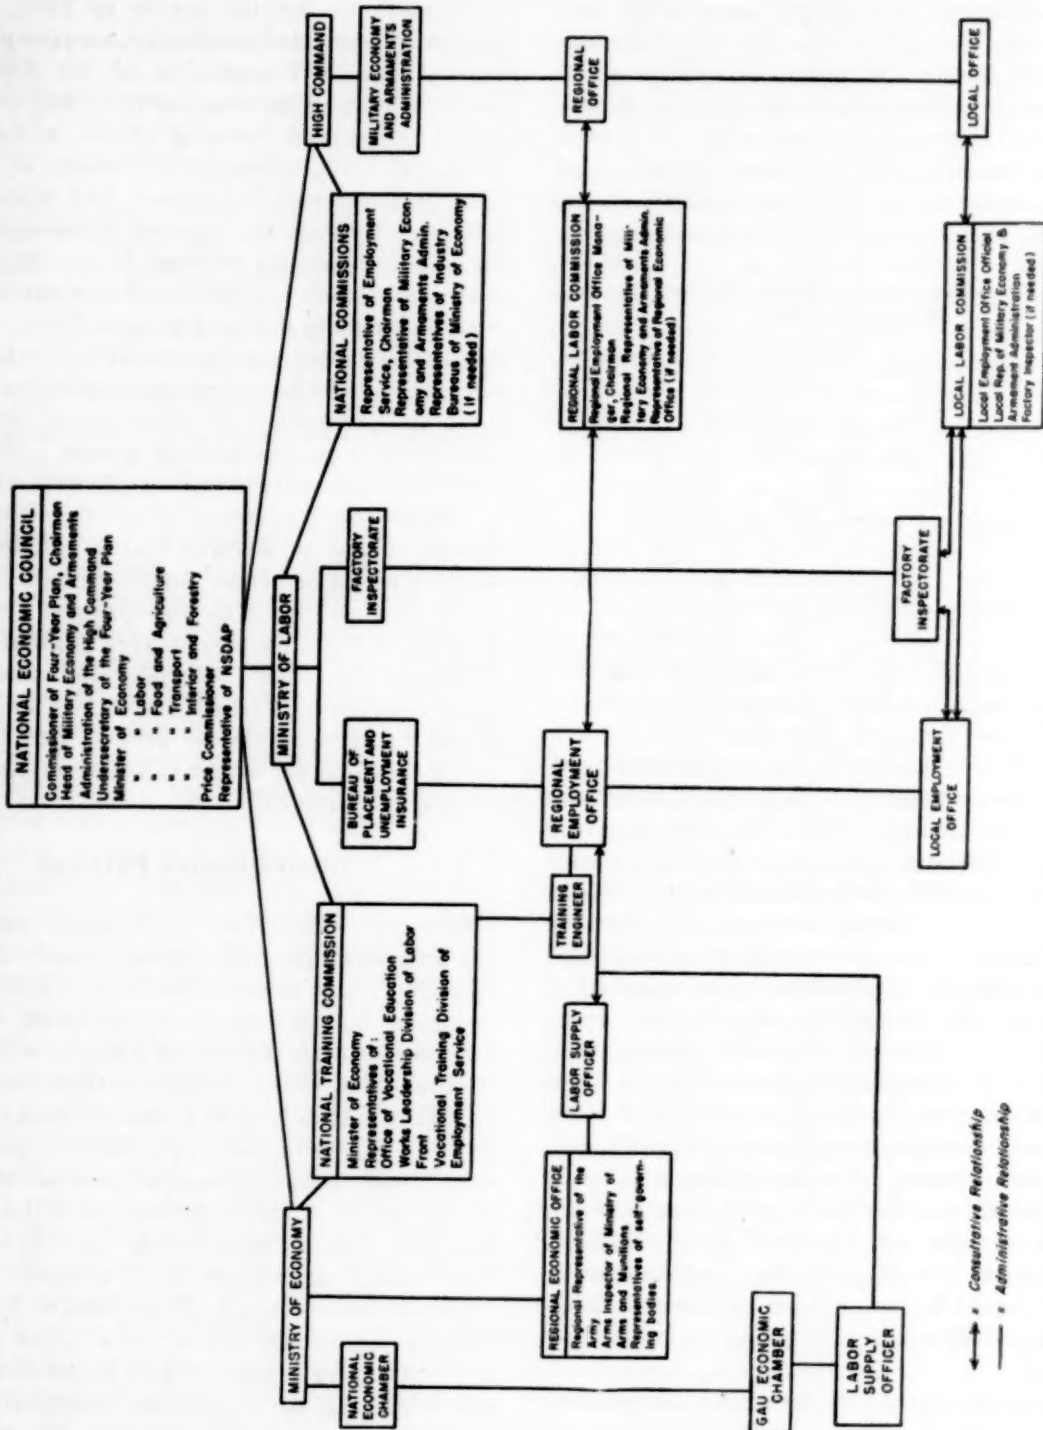 NATIONAL ECONOMIC COUNCIL
Commissioner of Four-Year Plan, Chairman
Head of Military Economy and Armaments
Administration of the High Command
Undersecretary of the Four-Year Plan
Minister of Economy
" " Labor
" " Food and Agriculture
" " Transport
" " Interior and Forestry
Price Commissioner
Representative of NSDAP
MINISTRY OF ECONOMY
MINISTRY OF LABOR
HIGH COMMAND
NATIONAL
ECONOMIC
CHAMBER
NATIONAL TRAINING COMMISSION
Minister of Economy
Representatives of :
Office of Vocational Education
Works Leadership Division of Labor
Front
Vocational Training Division of
Employment Service
BUREAU OF
PLACEMENT AND
UNEMPLOYMENT
INSURANCE
FACTORY
INSPECTORATE
NATIONAL COMMISSIONS
Representative of Employment
Service, Chairman
Representative of Military Econ-
omy and Armaments Admin.
Representatives of Industry
Bureaus of Ministry of Economy
(if needed)
MILITARY ECONOMY
AND ARMAMENTS
ADMINISTRATION
REGIONAL ECONOMIC OFFICE
Regional Representative of the
Army
Arms Inspector of Ministry of
Arms and Munitions
Representatives of self-govern-
ing bodies.
LABOR SUPPLY
OFFICER
TRAINING
ENGINEER
REGIONAL
EMPLOYMENT
OFFICE
REGIONAL LABOR COMMISSION
Regional Employment Office Mana-
ger, Chairman
Regional Representative of Mili-
tary Economy and Armaments Admin.
Representative of Regional Economic
Office (if needed)
REGIONAL
OFFICE
GAU ECONOMIC
CHAMBER
LABOR
SUPPLY
OFFICER
LOCAL EMPLOYMENT
OFFICE
FACTORY
INSPECTORATE
LOCAL LABOR COMMISSION
Local Employment Office Official
Local Rep. of Military Economy &
Armament Administration
Factory Inspector (if needed)
LOCAL OFFICE
= Consultative Relationship
= Administrative Relationship